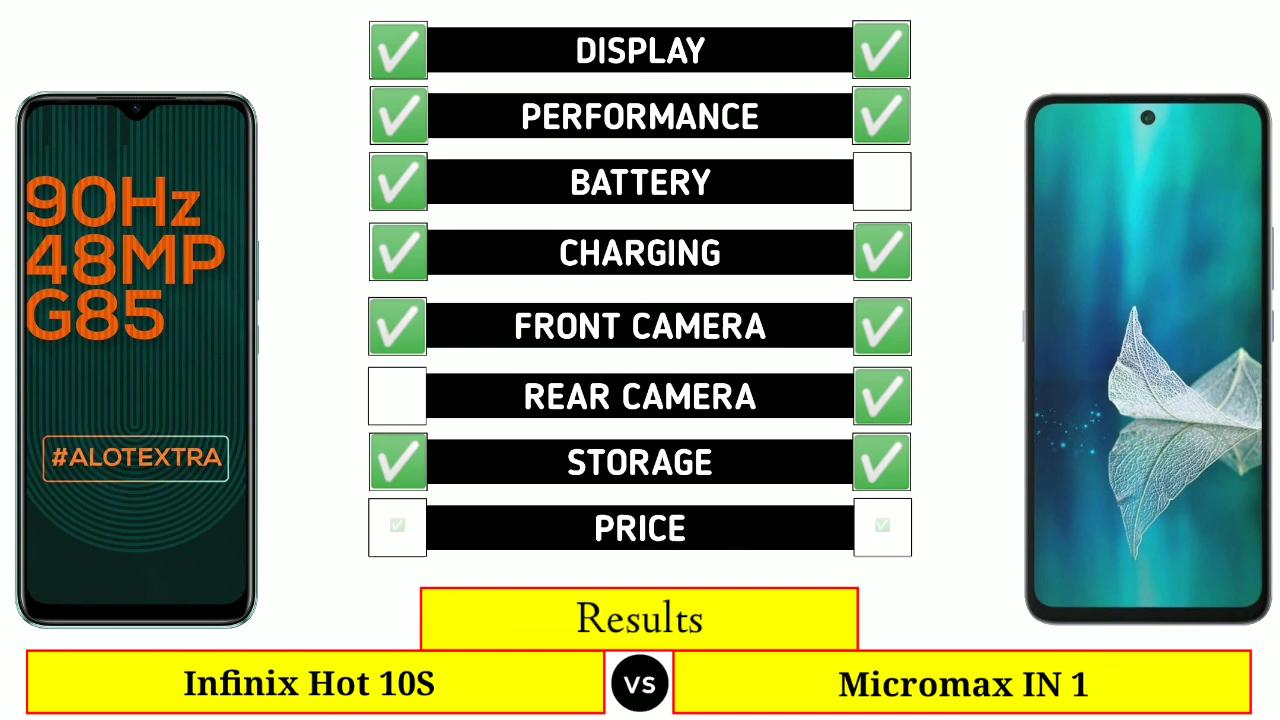 DISPLAY
PERFORMANCE
BATTERY
CHARGING
FRONT CAMERA
REAR CAMERA
STORAGE
PRICE
90Hz
48MP
G85
#ALOTEXTRA
Results
Infinix Hot 10S
vs
Micromax IN 1